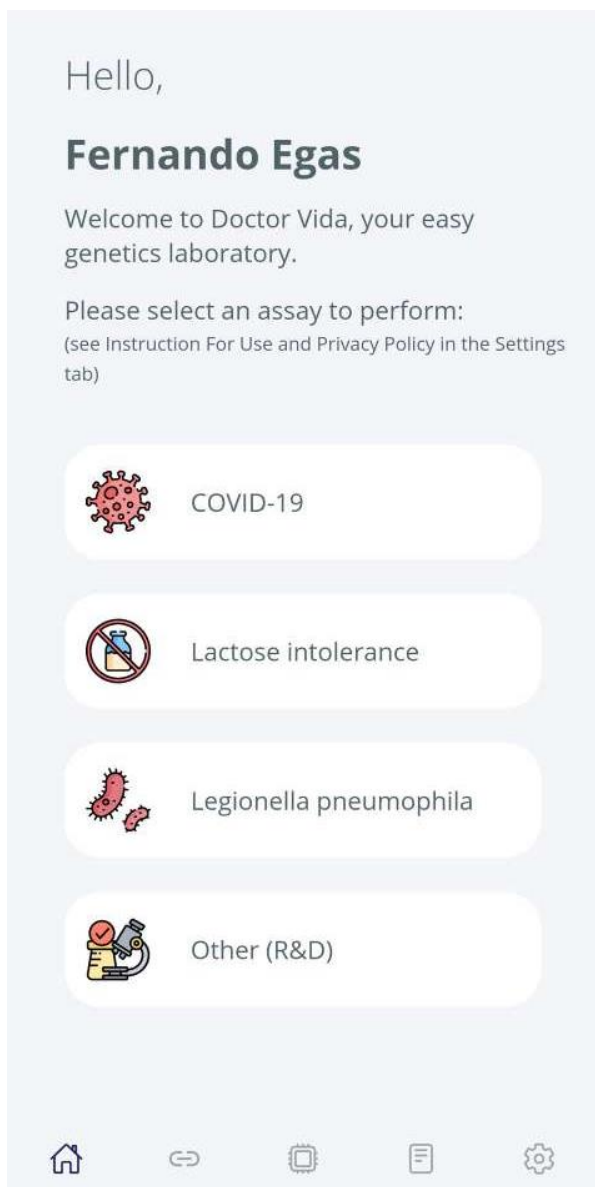 Hello,
Fernando Egas
Welcome to Doctor Vida, your easy
genetics laboratory.
Please select an assay to perform:
(see Instruction For Use and Privacy Policy in the Settings
tab)
COVID-19
Lactose intolerance
Legionella pneumophila
Other (R&D)